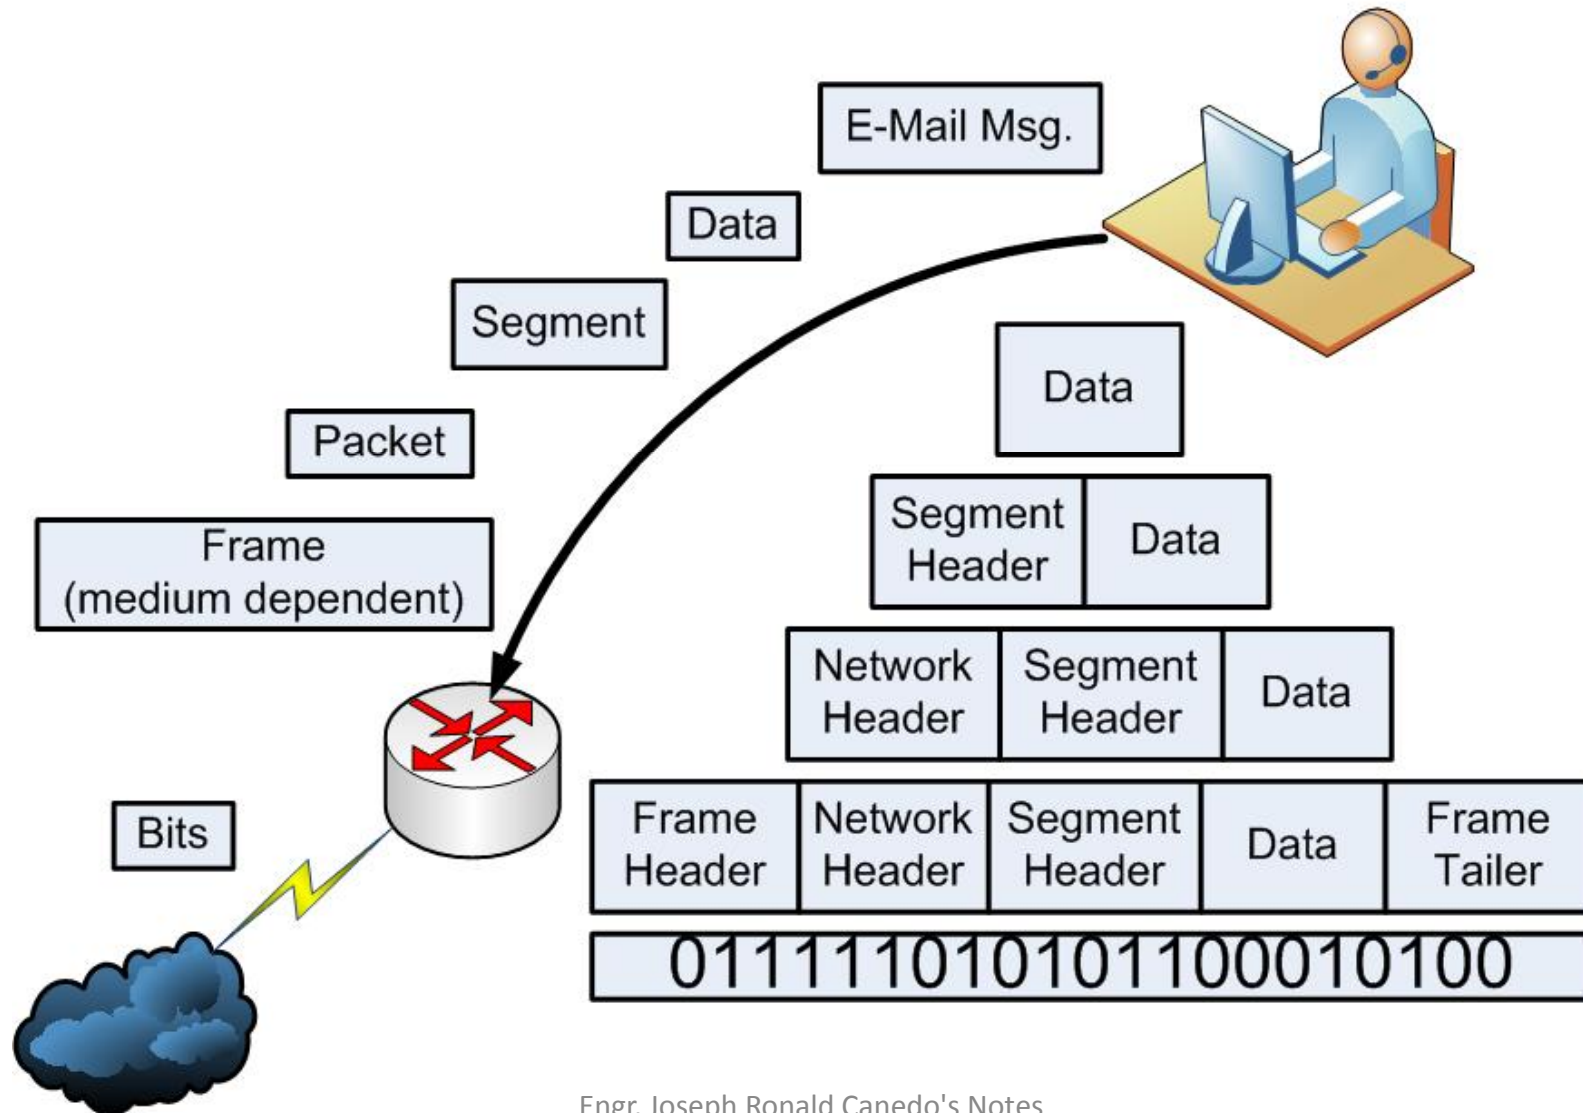 E-Mail Msg.
Data
Segment
Packet
Frame
(medium dependent)
Bits
Data
Segment
Header
Data
Network
Header
Segment
Header
Data
Frame
Header
Network
Header
Segment
Header
Data
Frame
Tailer
011111010101100010100
Engr. Joseph Ronald Canedo's Notes